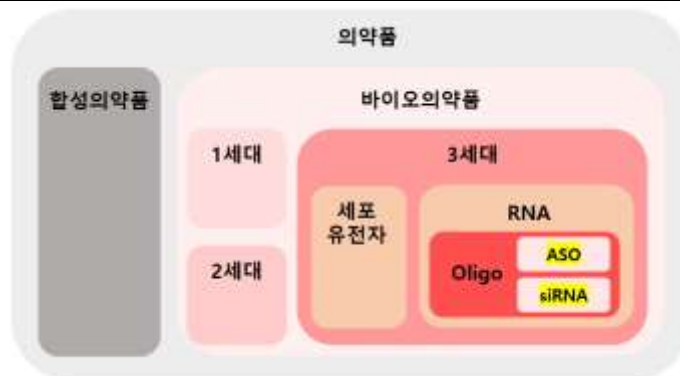 의약품
합성의약품
바이오의약품
1세대
3세대
세포
유전자
RNA
2세대
Oligo
ASO
siRNA